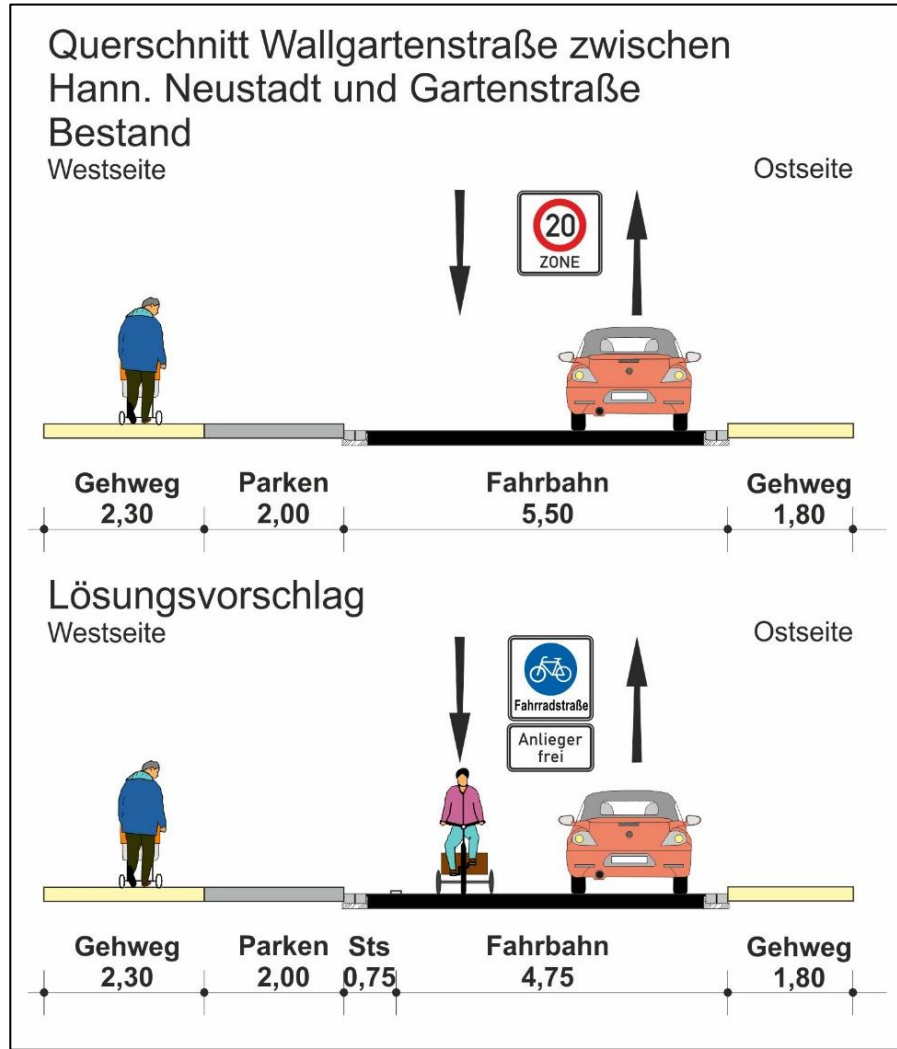 Querschnitt Wallgartenstraße zwischen
Hann. Neustadt und Gartenstraße
Bestand
Westseite Ostseite
20
ZONE
Gehweg Parken Fahrbahn Gehweg
2,30 2,00 5,50 1,80
Lösungsvorschlag
Westseite Ostseite
Fahrradstraße
Anlieger
frei
Gehweg Parken Sts Fahrbahn Gehweg
2,30 2,00 0,75 4,75 1,80